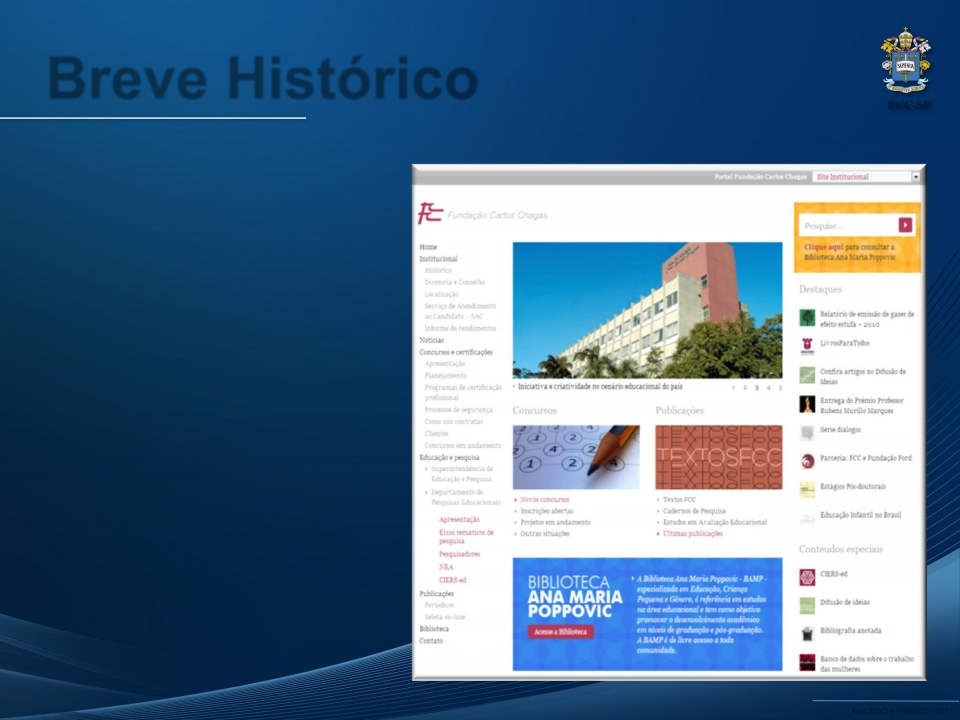 Breve Histórico
SAPIENTIA
PUC-SP
Portal Fundação Carlos Chagas
Site Institucional
Fundação Carlos Chagas
Pesquise...
Clique aqui para consultar a
Biblioteca Ana Maria Poppovic
Home
Institucional
Histórico
Diretoria e Conselho
Localização
Serviço de Atendimento
ao Candidato – SAC
Informe de rendimentos
Notícias
Concursos e certificações
Apresentação
Planejamento
Programas de certificação
profissional
Processos de segurança
Como nos contratar
Clientes
Concursos em andamento
Educação e pesquisa
Superintendência de
Educação e Pesquisa
Departamento de
Pesquisas Educacionais
Apresentação
Eixos temáticos de
pesquisa
Pesquisadores
NEA
CIERS-ed
Publicações
Periódicos
Seleta on-line
Biblioteca
Contato
Iniciativa e criatividade no cenário educacional do país
1 2 3 4 5
Concursos
Novos concursos
Inscrições abertas
Projetos em andamento
Outras situações
Publicações
TEXTOSFCC
Textos FCC
Cadernos de Pesquisa
Estudos em Avaliação Educacional
Últimas publicações
BIBLIOTECA
ANA MARIA
POPPOVIC
Acesse a Biblioteca
A Biblioteca Ana Maria Poppovic - BAMP -
especializada em Educação, Criança
Pequena e Gênero, é referência em estudos
na área educacional e tem como objetivo
promover o desenvolvimento acadêmico
em níveis de graduação e pós-graduação.
A BAMP é de livre acesso a toda
comunidade.
Destaques
Relatório de emissão de gases de
efeito estufa – 2010
LivrosParaTodos
Confira artigos no Difusão de
Ideias
Entrega do Prêmio Professor
Rubens Murillo Marques
Série diálogos
Parceria: FCC e Fundação Ford
Estágios Pós-doutorais
Educação Infantil no Brasil
Conteúdos especiais
CIERS-ed
Difusão de idéias
Bibliografia anotada
Banco de dados sobre o trabalho
das mulheres